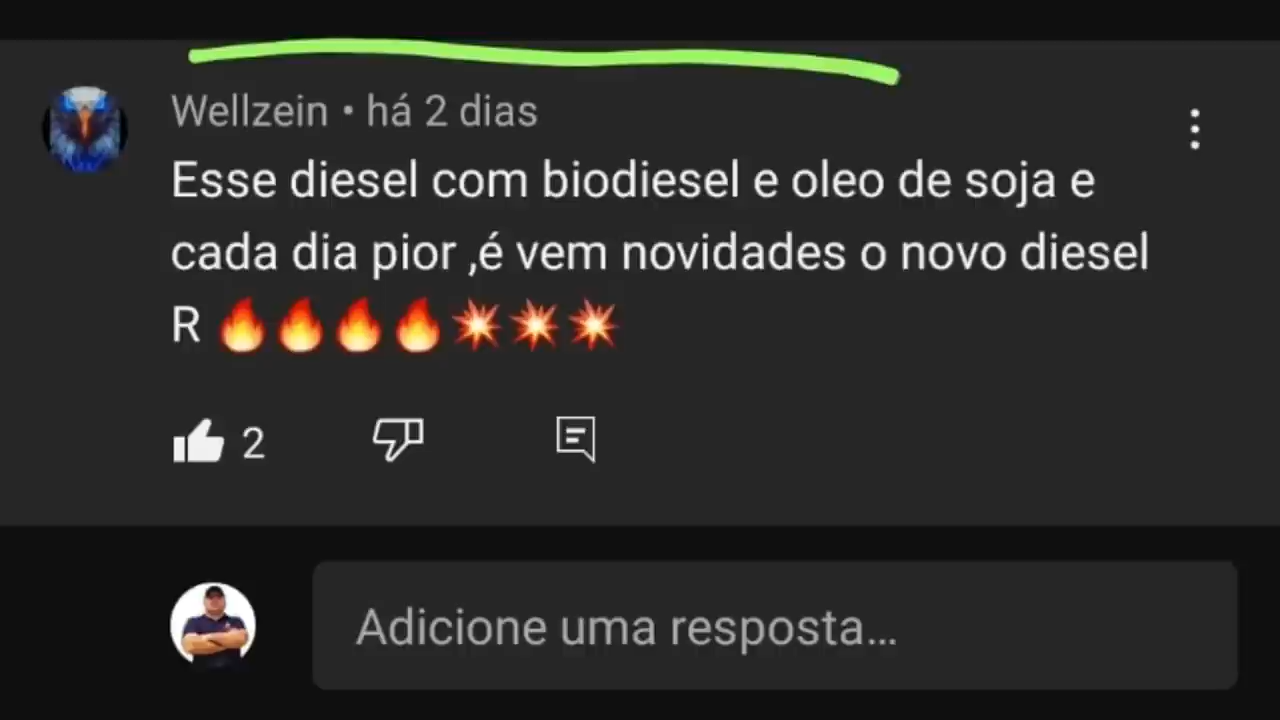 Wellzein • há 2 dias
Esse diesel com biodiesel e oleo de soja e
cada dia pior ,é vem novidades o novo diesel
R 🔥🔥🔥🔥💥💥💥
2
Adicione uma resposta...